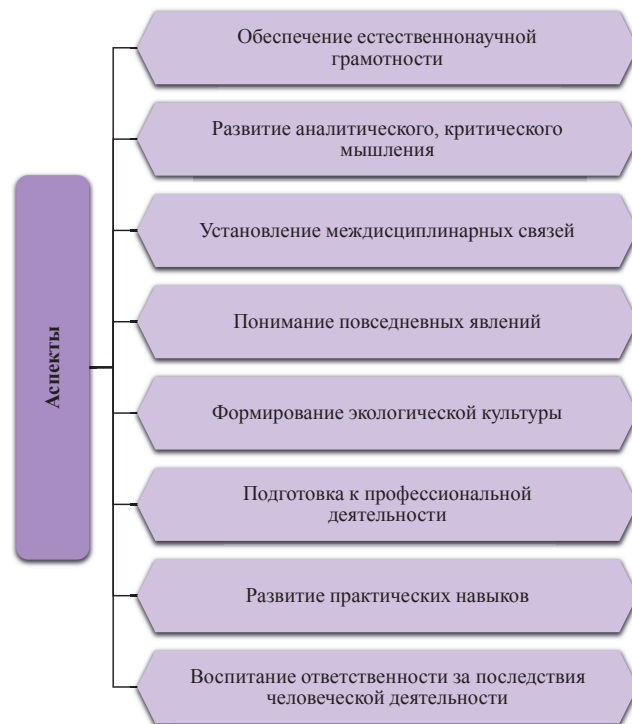 Аспекты
Обеспечение естественнонаучной
грамотности
Развитие аналитического, критического
мышления
Установление междисциплинарных связей
Понимание повседневных явлений
Формирование экологической культуры
Подготовка к профессиональной
деятельности
Развитие практических навыков
Воспитание ответственности за последствия
человеческой деятельности